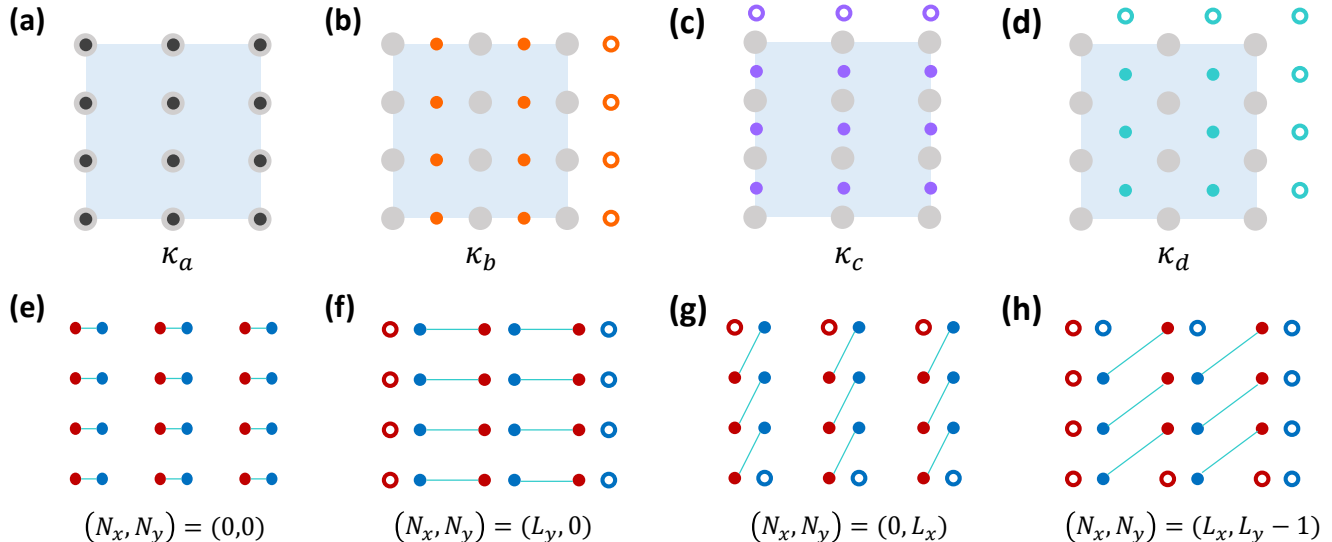 (a)
(b)
(c)
(d)
κ_a
κ_b
κ_c
κ_d
(e)
(f)
(g)
(h)
(N_x, N_y) = (0,0)
(N_x, N_y) = (L_y, 0)
(N_x, N_y) = (0, L_x)
(N_x, N_y) = (L_x, L_y − 1)